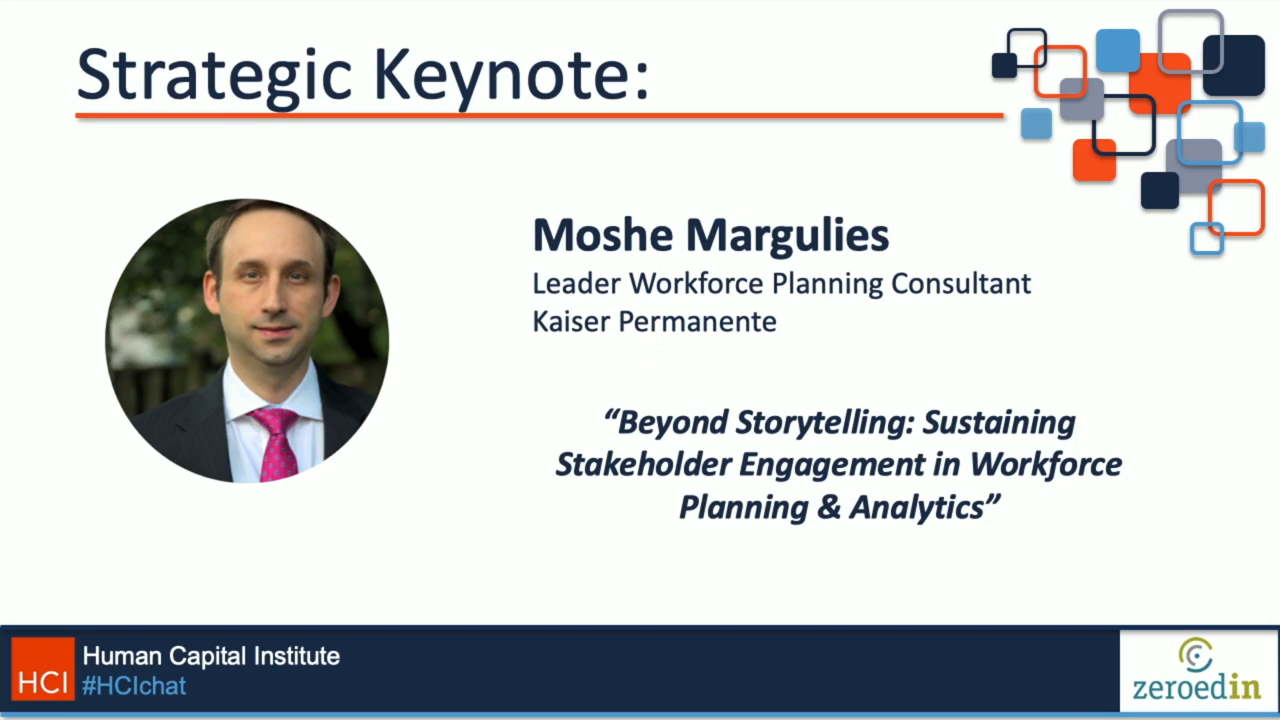 Strategic Keynote:
Moshe Margulies
Leader Workforce Planning Consultant
Kaiser Permanente
“Beyond Storytelling: Sustaining
Stakeholder Engagement in Workforce
Planning & Analytics”
HCI
Human Capital Institute
#HCIchat
zeroedin